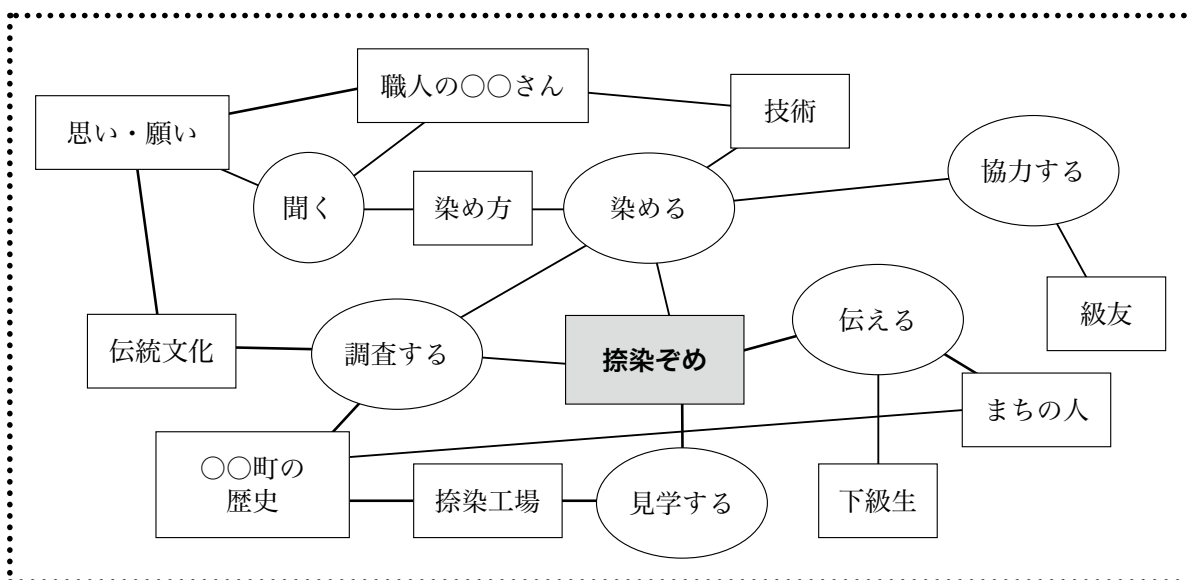 職人の〇〇さん
技術
思い・願い
協力する
聞く
染め方
染める
級友
伝える
伝統文化
調査する
捺染ぞめ
まちの人
〇〇町の
歴史
捺染工場
見学する
下級生